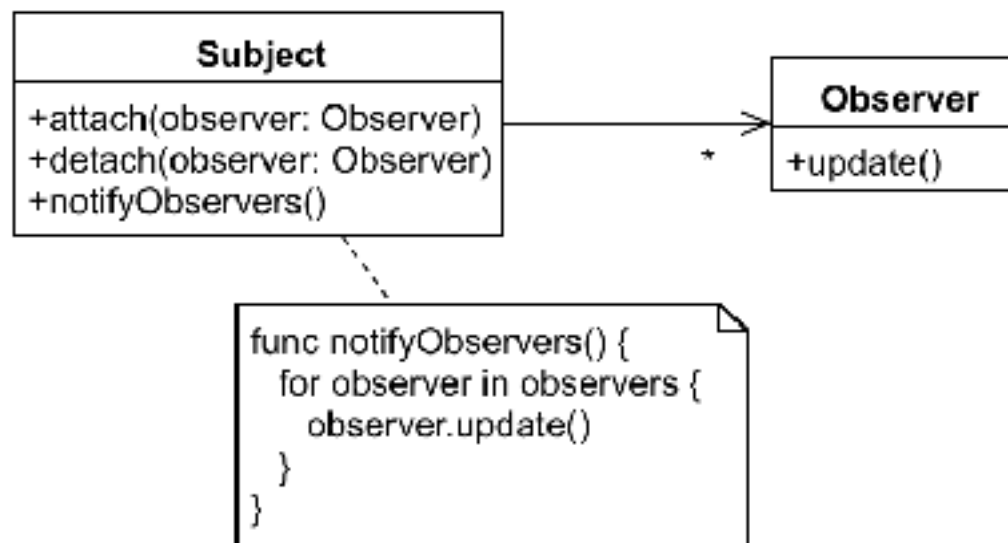 Subject
+attach(observer: Observer)
+detach(observer: Observer)
+notifyObservers()
*
Observer
+update()
func notifyObservers() {
for observer in observers {
observer.update()
}
}